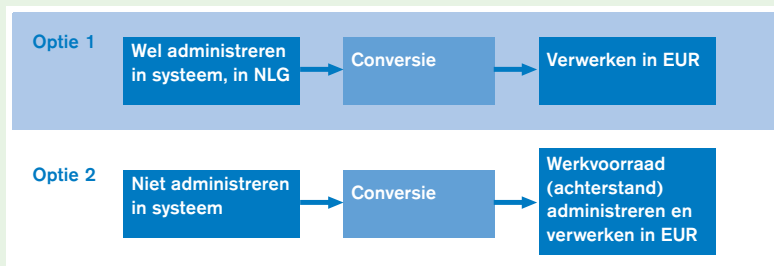 Optie 1
Wel administreren
in systeem, in NLG
Conversie
Verwerken in EUR
Optie 2
Niet administreren
in systeem
Conversie
Werkvoorraad
(achterstand)
administreren en
verwerken in EUR